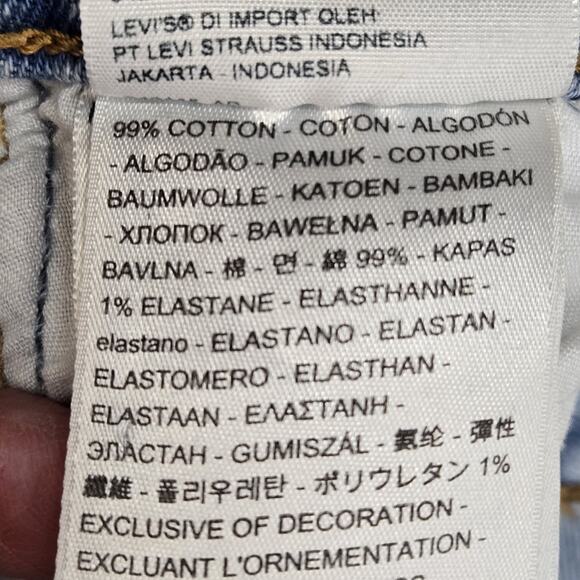 LEVI'S® DI IMPORT OLEH
PT LEVI STRAUSS INDONESIA
JAKARTA - INDONESIA
99% COTTON - COTON - ALGODÓN
- ALGODÃO - PAMUK - COTONE -
BAUMWOLLE - KATOEN - BAMBAKI
- ХЛОПОК - BAWEŁNA - PAMUT -
BAVLNA - 棉 - 면 - 綿 99% - KAPAS
1% ELASTANE - ELASTHANNE -
elastano - ELASTANO - ELASTAN -
ELASTOMERO - ELASTHAN -
ELASTAAN - ΕΛΑΣΤΑΝΗ -
ЭЛАСТАН - GUMISZÁL - 氨纶 - 彈性
纖維 - 폴리우레탄 - ポリウレタン 1%
EXCLUSIVE OF DECORATION -
EXCLUANT L'ORNEMENTATION -